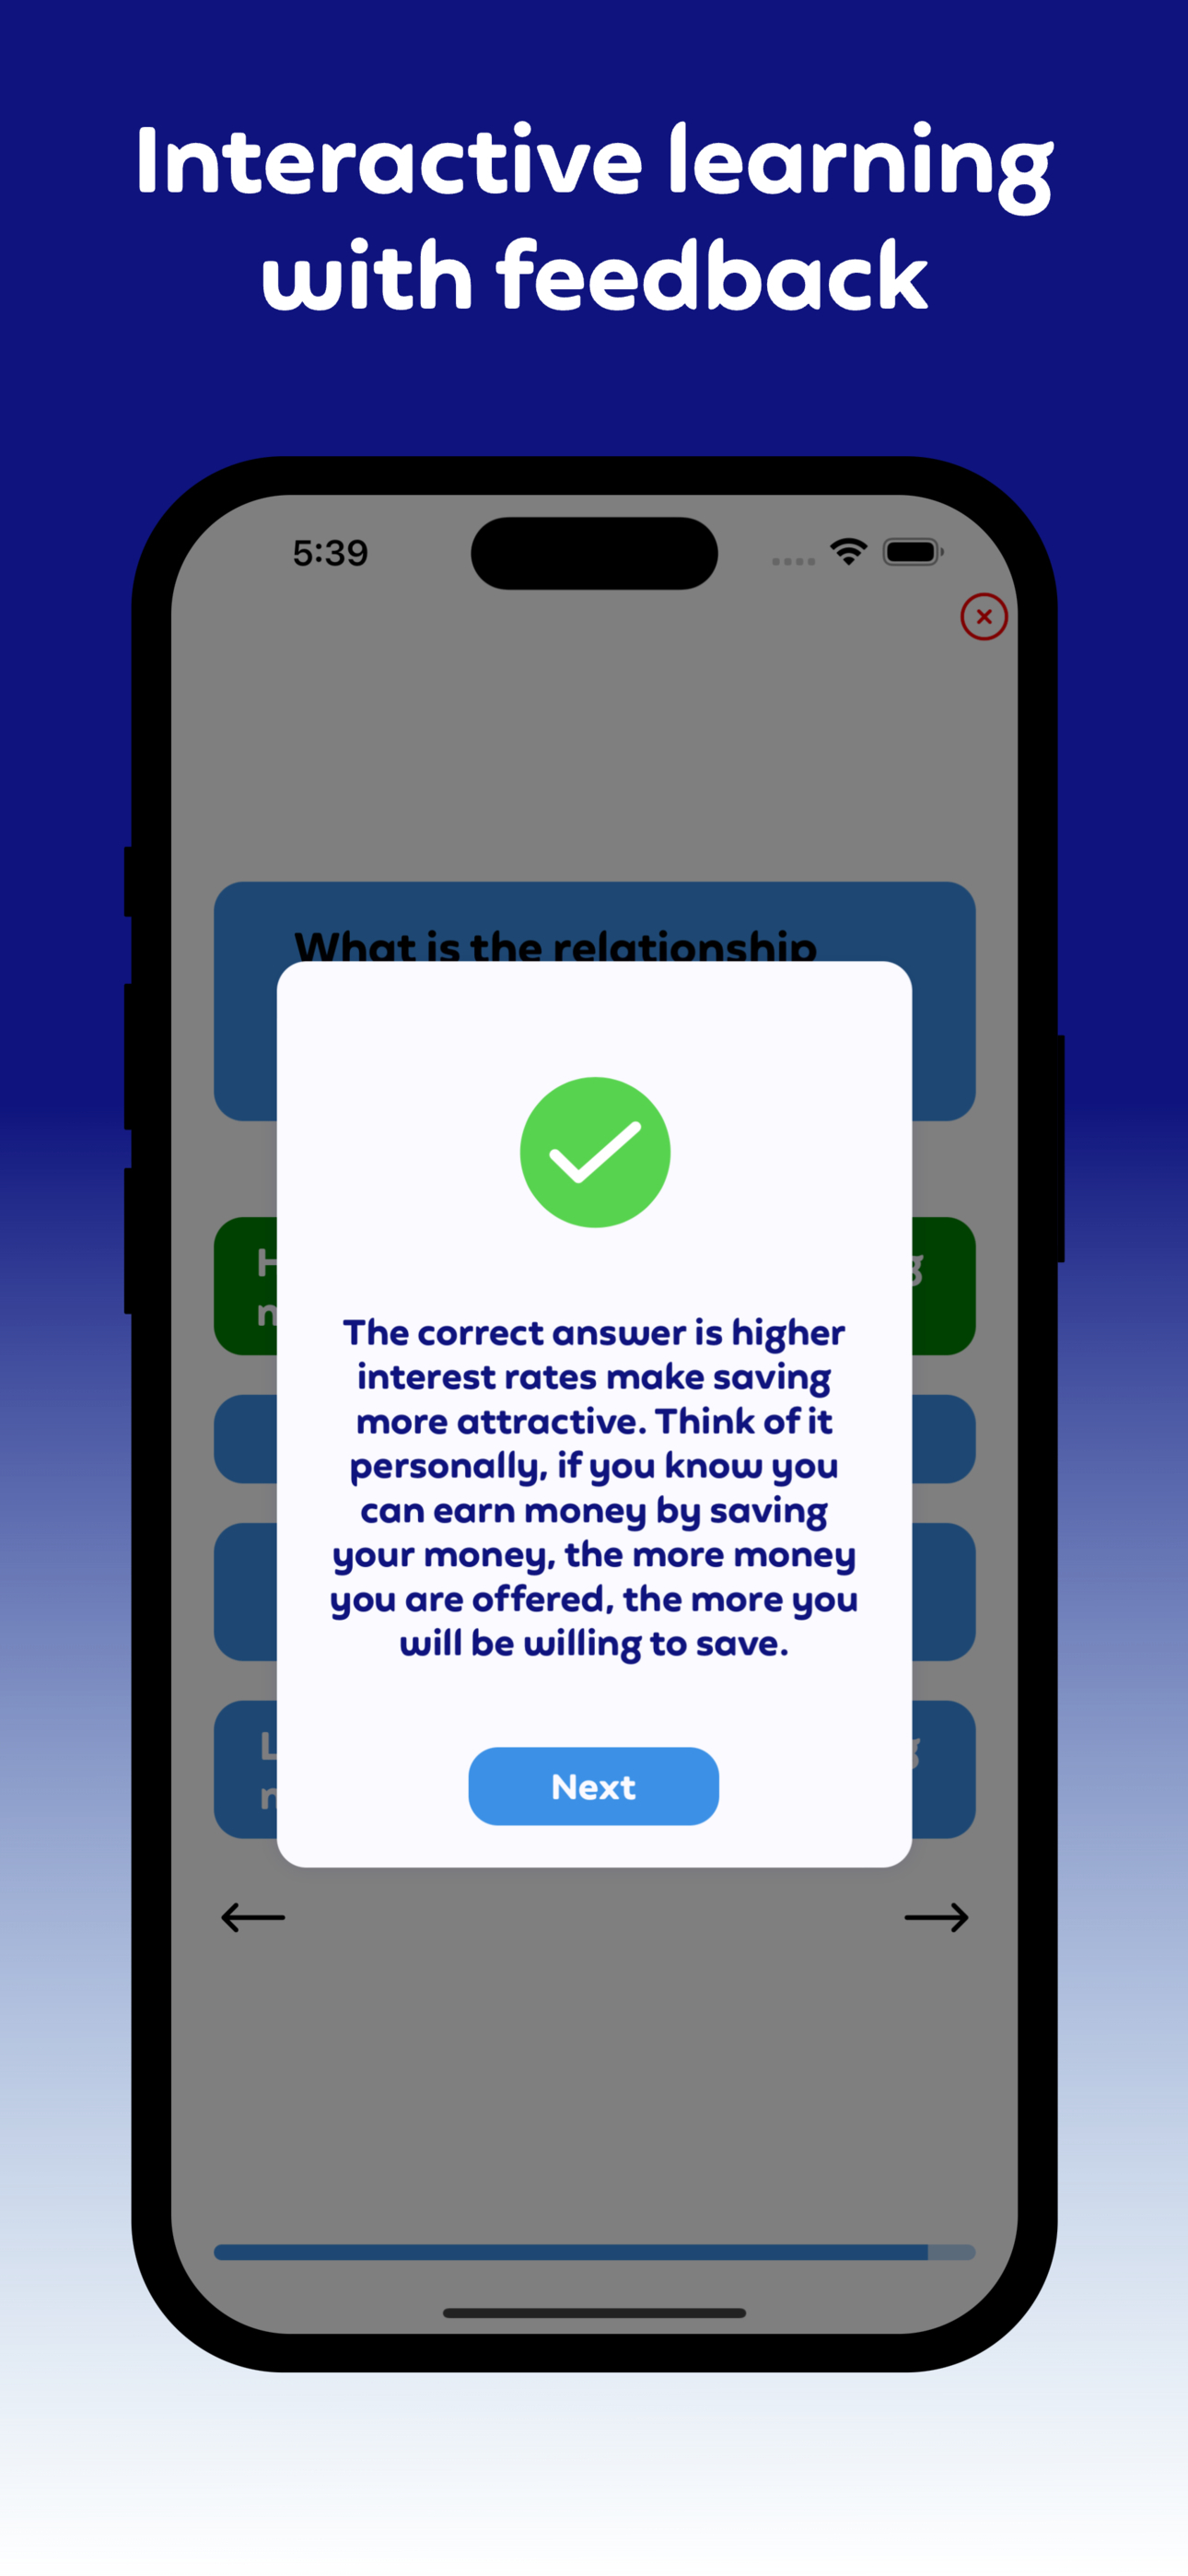 Interactive learning
with feedback
5:39
What is the relationship
The correct answer is higher
interest rates make saving
more attractive. Think of it
personally, if you know you
can earn money by saving
your money, the more money
you are offered, the more you
will be willing to save.
Next